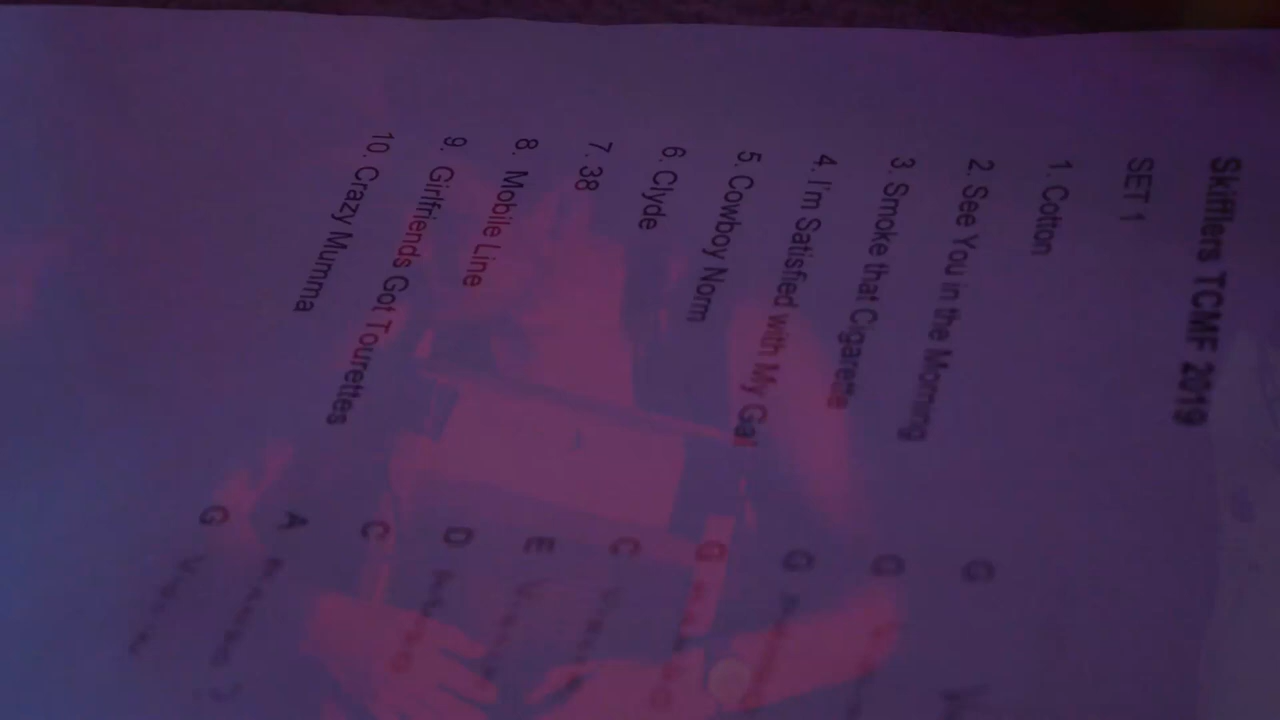 Skifflers TCMF 2019
SET 1
1. Cotton G
2. See You in the Morning G
3. Smoke that Cigarette G
4. I'm Satisfied with My Gal G
5. Cowboy Norm C
6. Clyde E
7. 38 D
8. Mobile Line C
9. Girlfriends Got Tourettes A
10. Crazy Mumma G